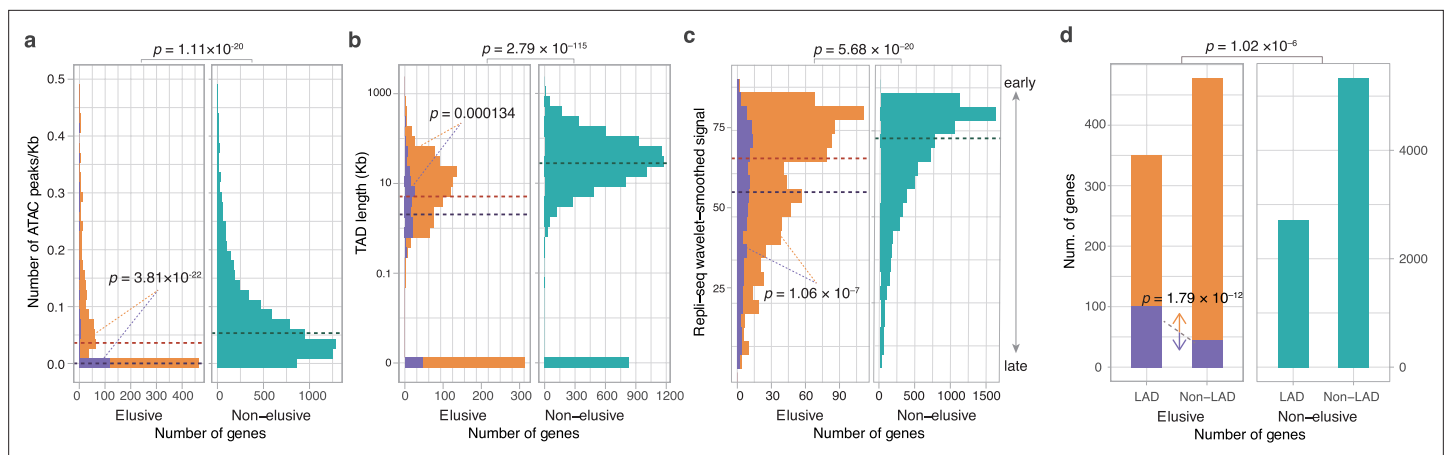 a
p = 1.11×10⁻²⁰
Number of ATAC peaks/Kb
0.5
0.4
0.3
0.2
0.1
0.0
p = 3.81×10⁻²²
0 100 200 300 400
0 500 1000
Elusive
Non−elusive
Number of genes
b
p = 2.79 × 10⁻¹¹⁵
TAD length (Kb)
1000
10
0.1
0
p = 0.000134
0 100 200 300
0 300 600 900 1200
Elusive
Non−elusive
Number of genes
c
p = 5.68 × 10⁻²⁰
Repli−seq wavelet−smoothed signal
75
50
25
p = 1.06 × 10⁻⁷
early
late
0 30 60 90
0 500 1000 1500
Elusive
Non−elusive
Number of genes
d
p = 1.02 ×10⁻⁶
Num. of genes
400
300
200
100
0
p = 1.79 × 10⁻¹²
4000
2000
0
LAD Non−LAD
LAD Non−LAD
Elusive
Non−elusive
Number of genes